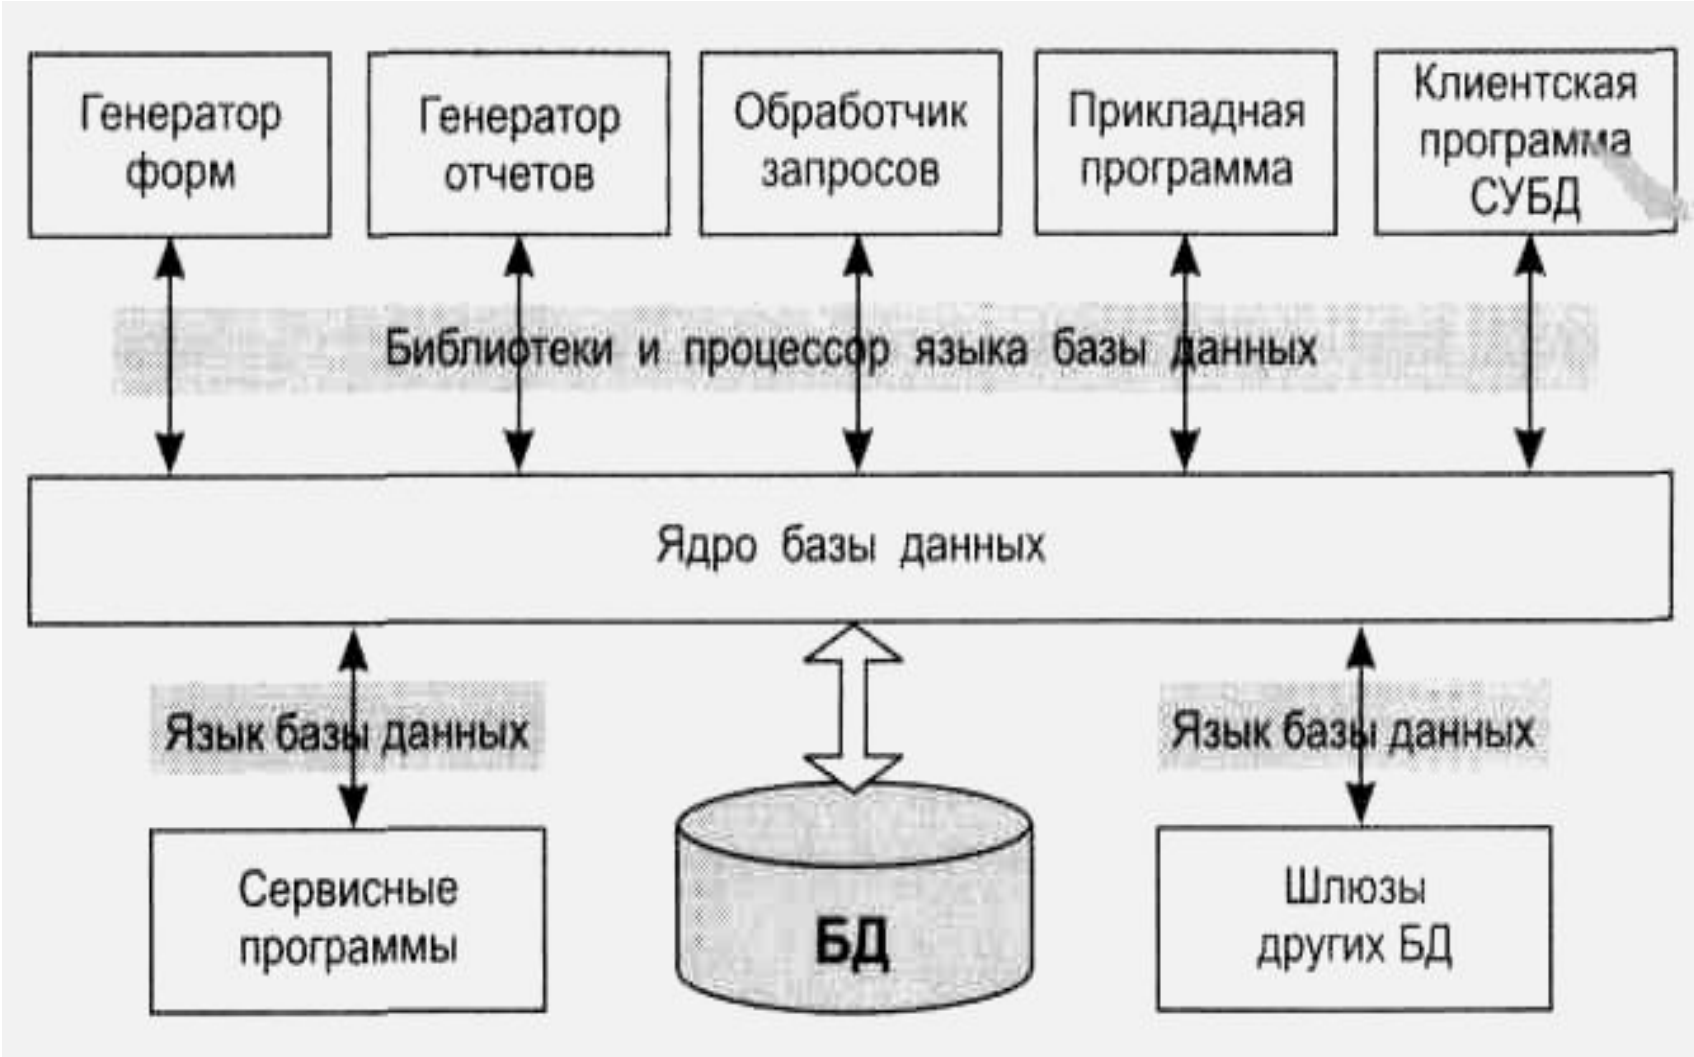 Генератор
форм
Генератор
отчетов
Обработчик
запросов
Прикладная
программа
Клиентская
программа
СУБД
Библиотеки и процессор языка базы данных
Ядро базы данных
Язык базы данных
Язык базы данных
Сервисные
программы
БД
Шлюзы
других БД